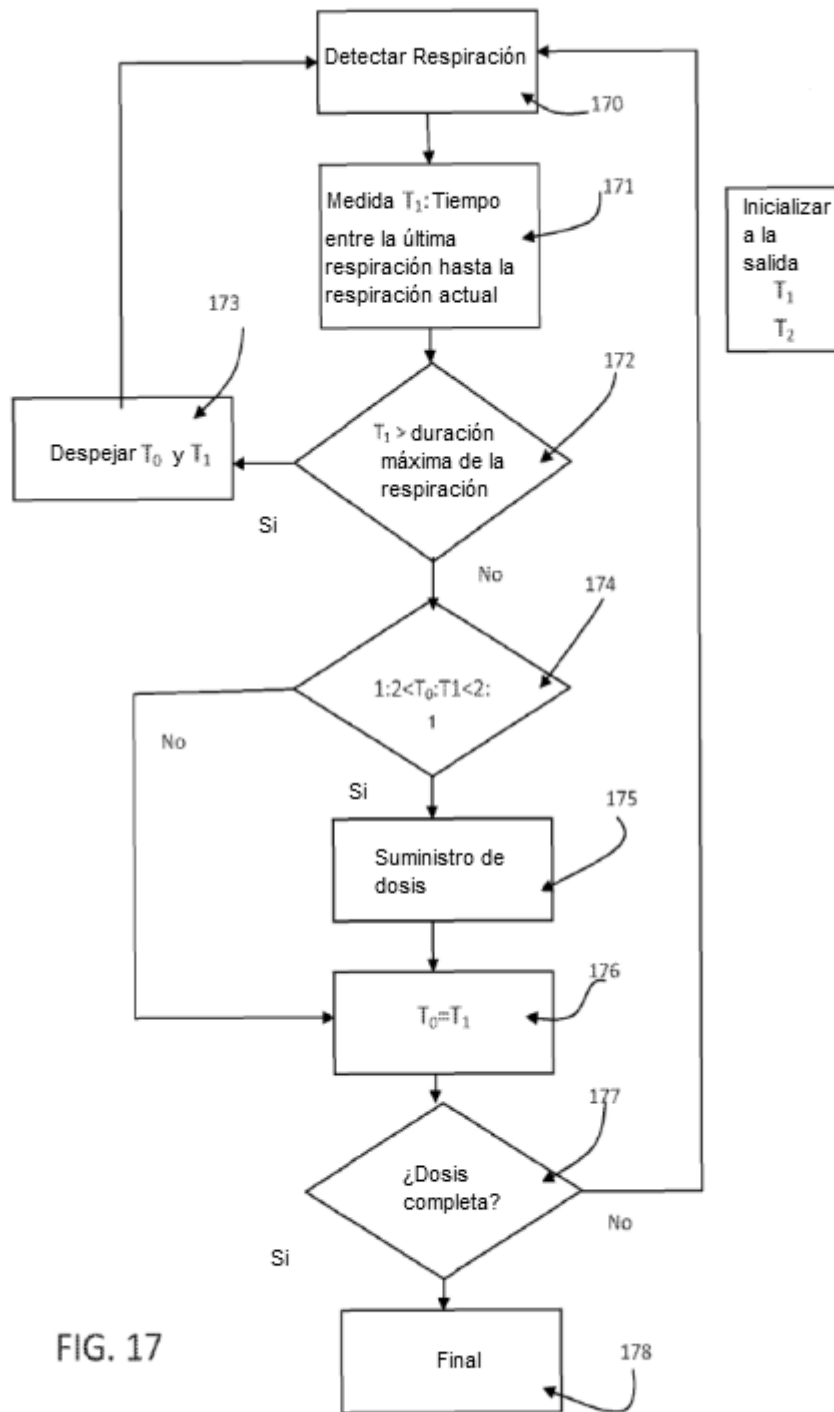 Detectar Respiración
170
Medida T₁: Tiempo
entre la última
respiración hasta la
respiración actual
171
Inicializar
a la
salida
T₁
T₂
173
172
T₁ > duración
máxima de la
respiración
Despejar T₀ y T₁
Si
No
174
1:2<T₀:T1<2:
1
No
Si
175
Suministro de
dosis
176
T₀=T₁
177
¿Dosis
completa?
No
Si
FIG. 17
Final
178